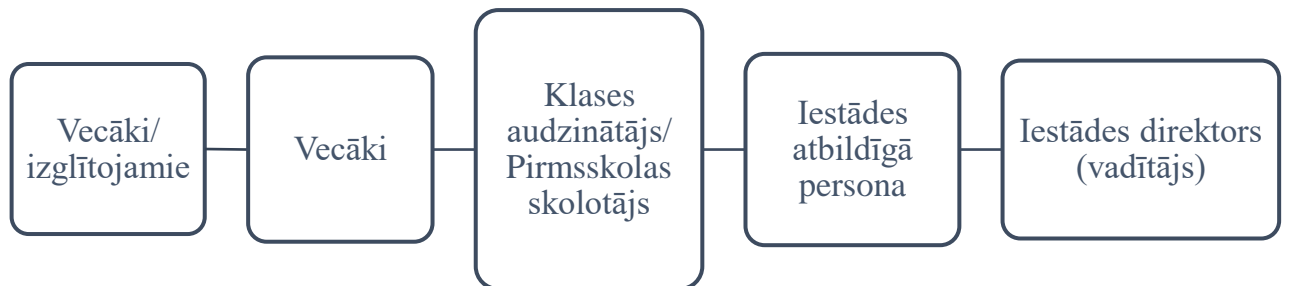 Vecāki/
izglītojamie
Vecāki
Klases
audzinātājs/
Pirmsskolas
skolotājs
Iestādes
atbildīgā
persona
Iestādes direktors
(vadītājs)